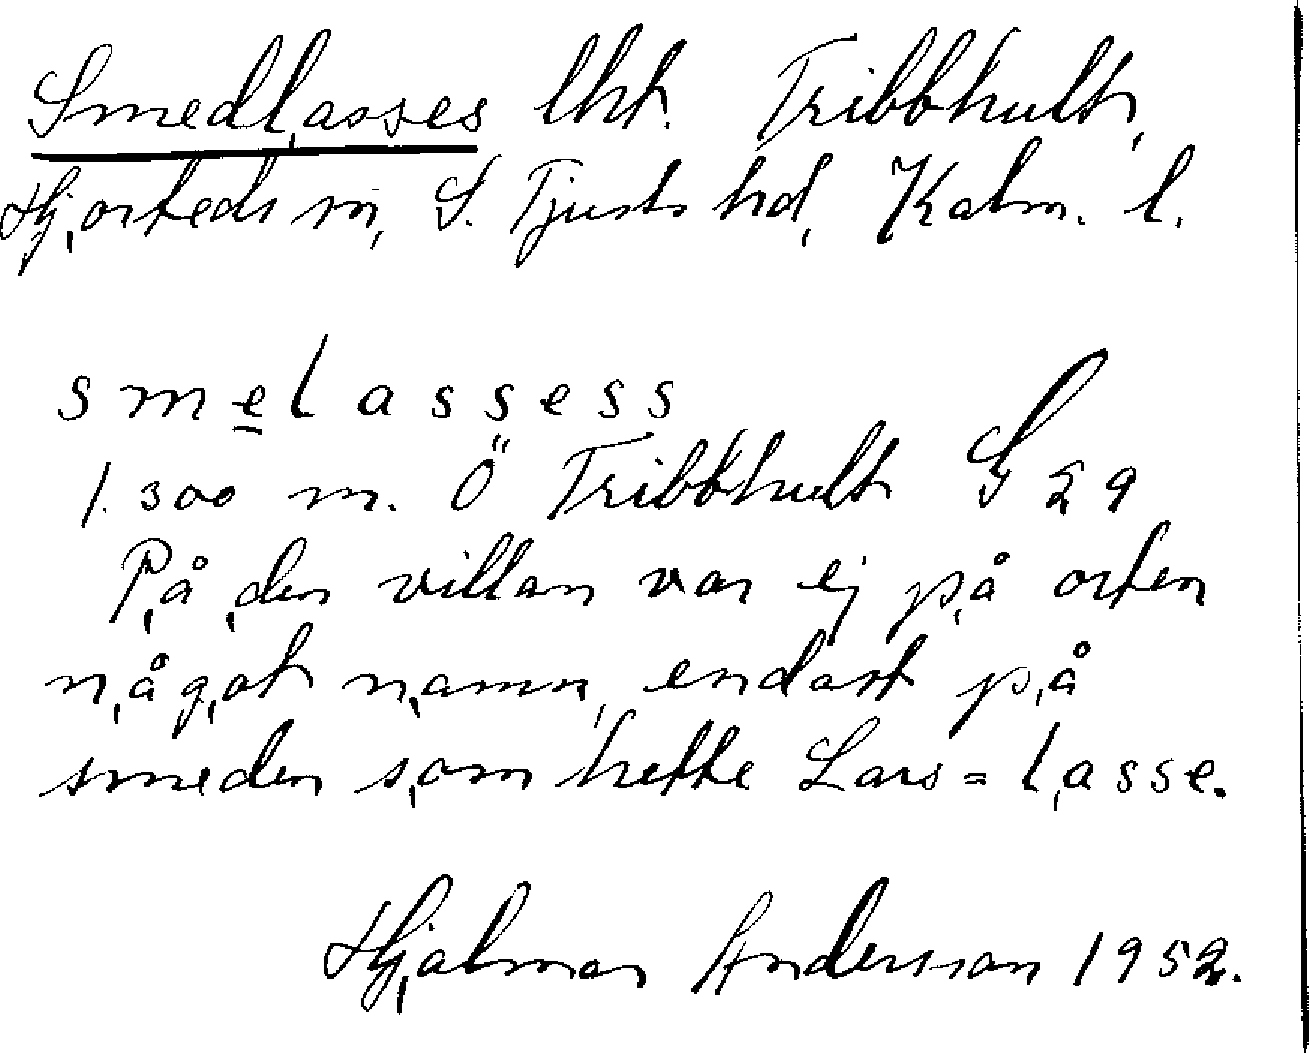 Smedlasses lht. Tribbhult,
Hjorteds sn, S. Tjusts hd, Kalm. l.
smelassess
1.300 m. Ö Tribbhult G 29
På den villan var ej på orten
något namn, endast på
smeden som hette Lars = lasse.
Hjalmar Andersson 1952.